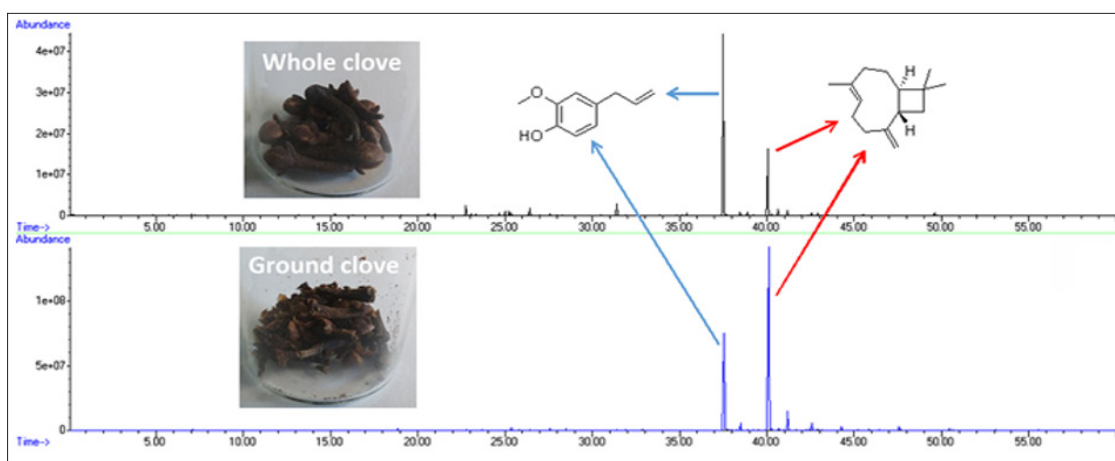 Abundance
4e+07
3e+07
2e+07
1e+07
0
Time-->
5.00 10.00 15.00 20.00 25.00 30.00 35.00 40.00 45.00 50.00 55.00
Whole clove
O
HO
H
H
Abundance
1e+08
5e+07
0
Time-->
5.00 10.00 15.00 20.00 25.00 30.00 35.00 40.00 45.00 50.00 55.00
Ground clove